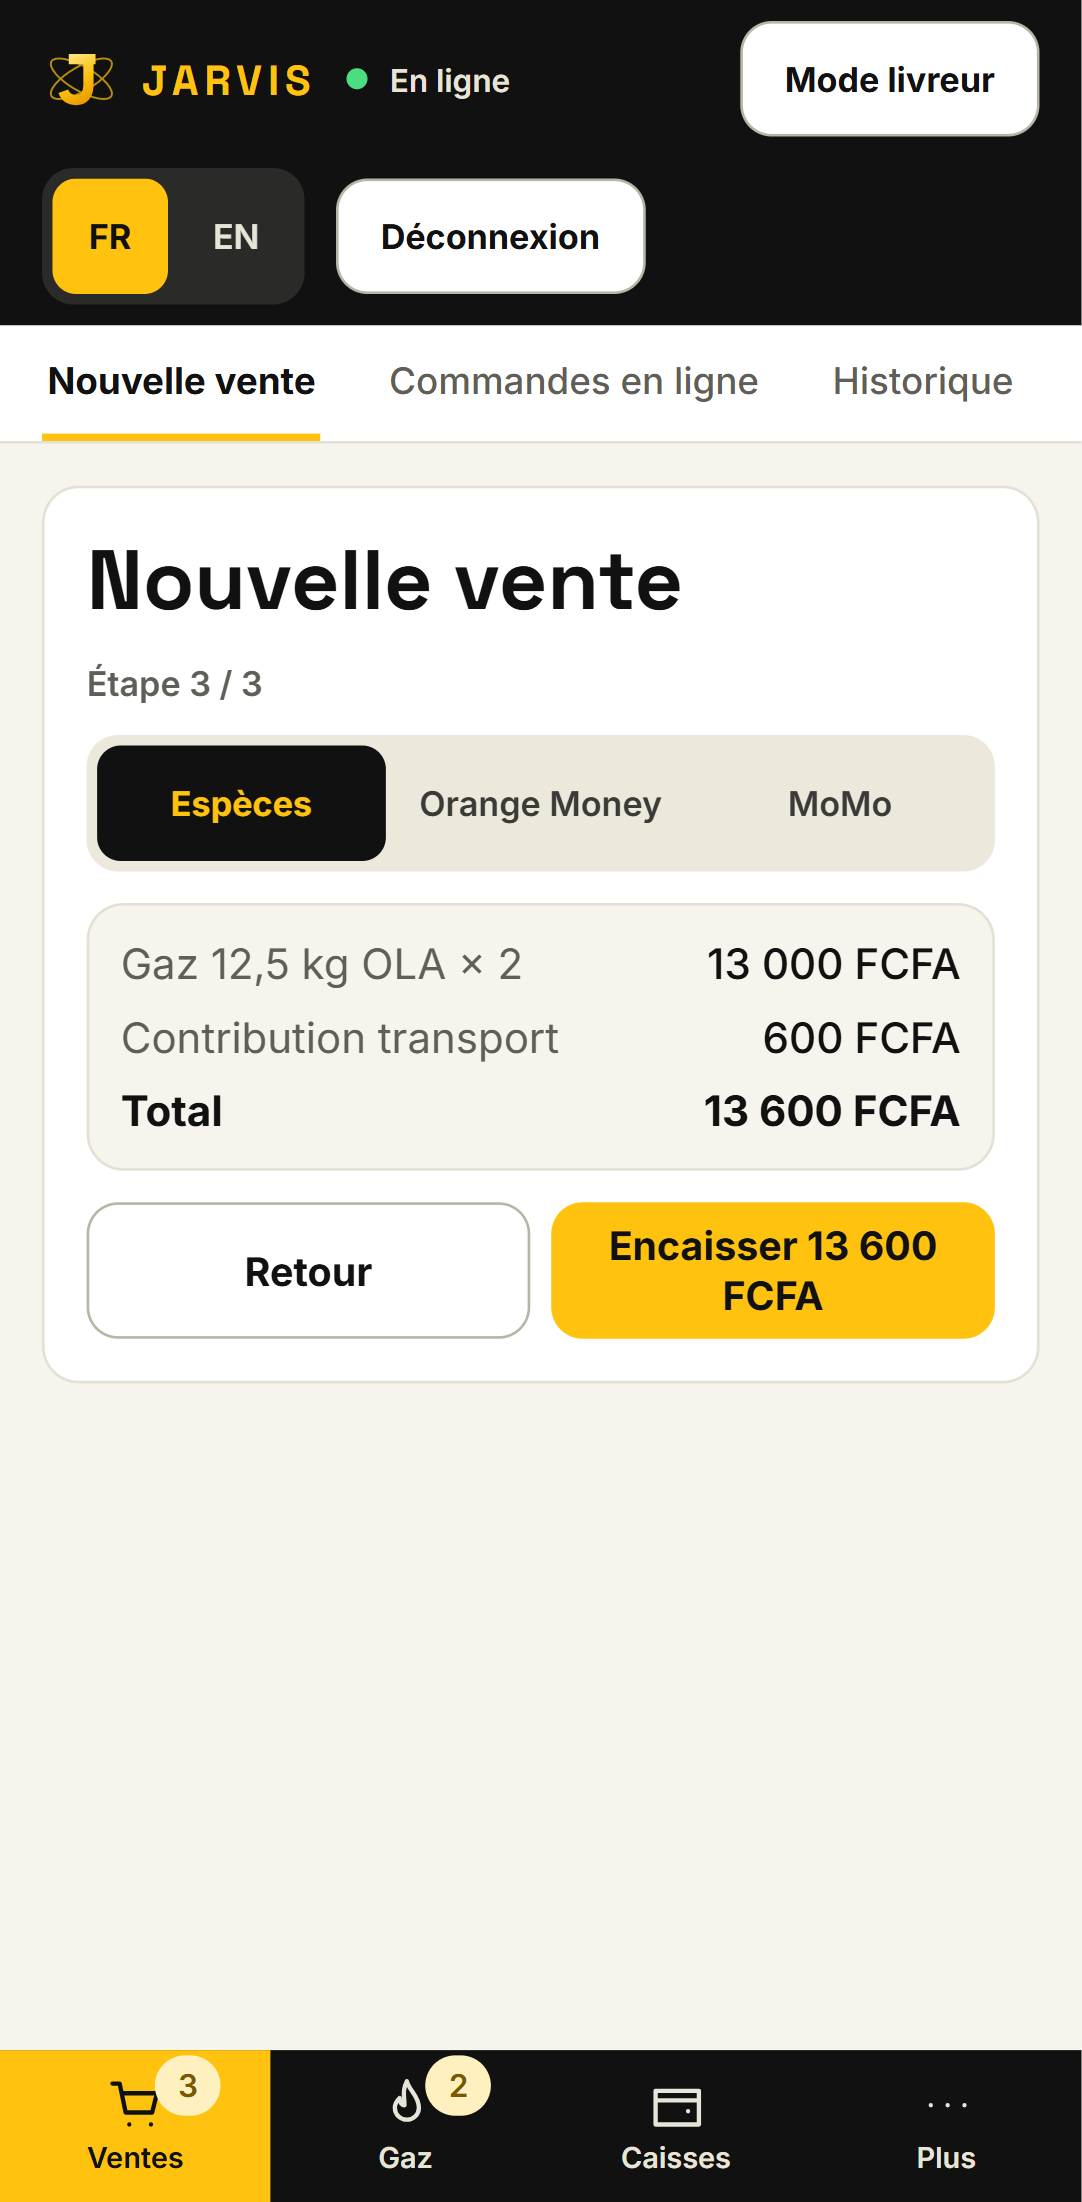 JARVIS En ligne Mode livreur
FR EN Déconnexion
Nouvelle vente Commandes en ligne Historique
Nouvelle vente
Étape 3 / 3
Espèces Orange Money MoMo
Gaz 12,5 kg OLA × 2 13 000 FCFA
Contribution transport 600 FCFA
Total 13 600 FCFA
Retour Encaisser 13 600
FCFA
3 2
Ventes Gaz Caisses Plus